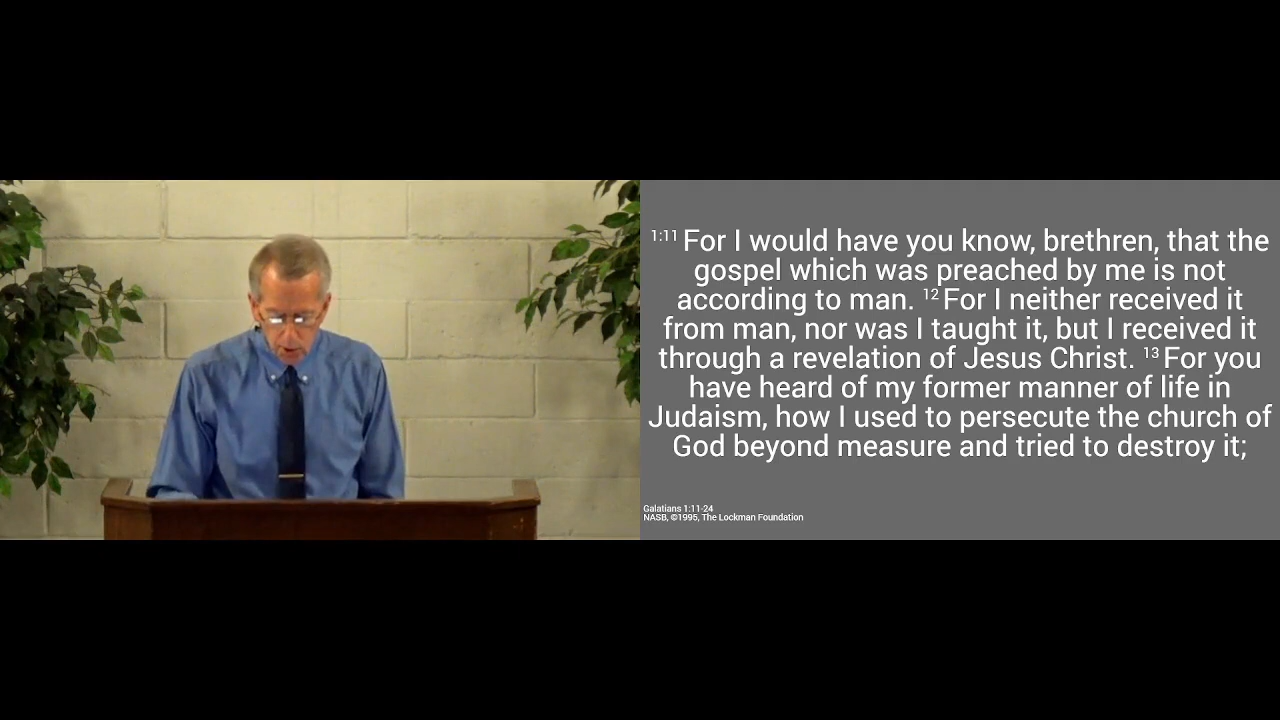 1:11 For I would have you know, brethren, that the
gospel which was preached by me is not
according to man. 12 For I neither received it
from man, nor was I taught it, but I received it
through a revelation of Jesus Christ. 13 For you
have heard of my former manner of life in
Judaism, how I used to persecute the church of
God beyond measure and tried to destroy it;
Galatians 1:11-24
NASB, ©1995, The Lockman Foundation